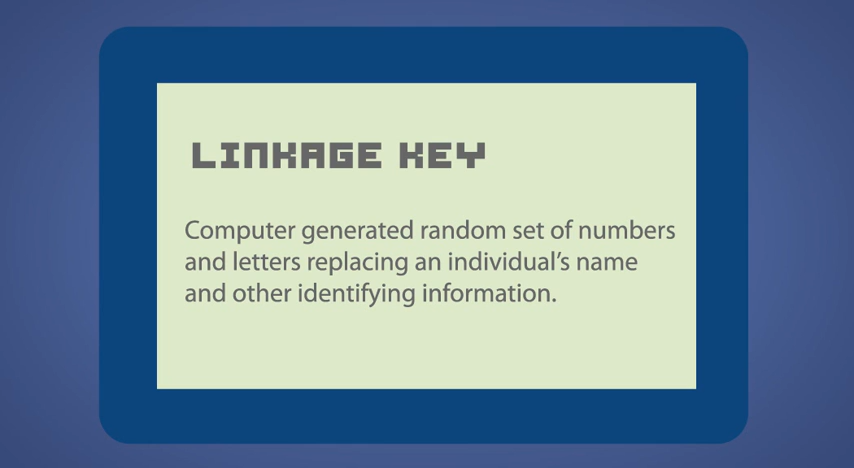 LINKAGE KEY
Computer generated random set of numbers
and letters replacing an individual’s name
and other identifying information.